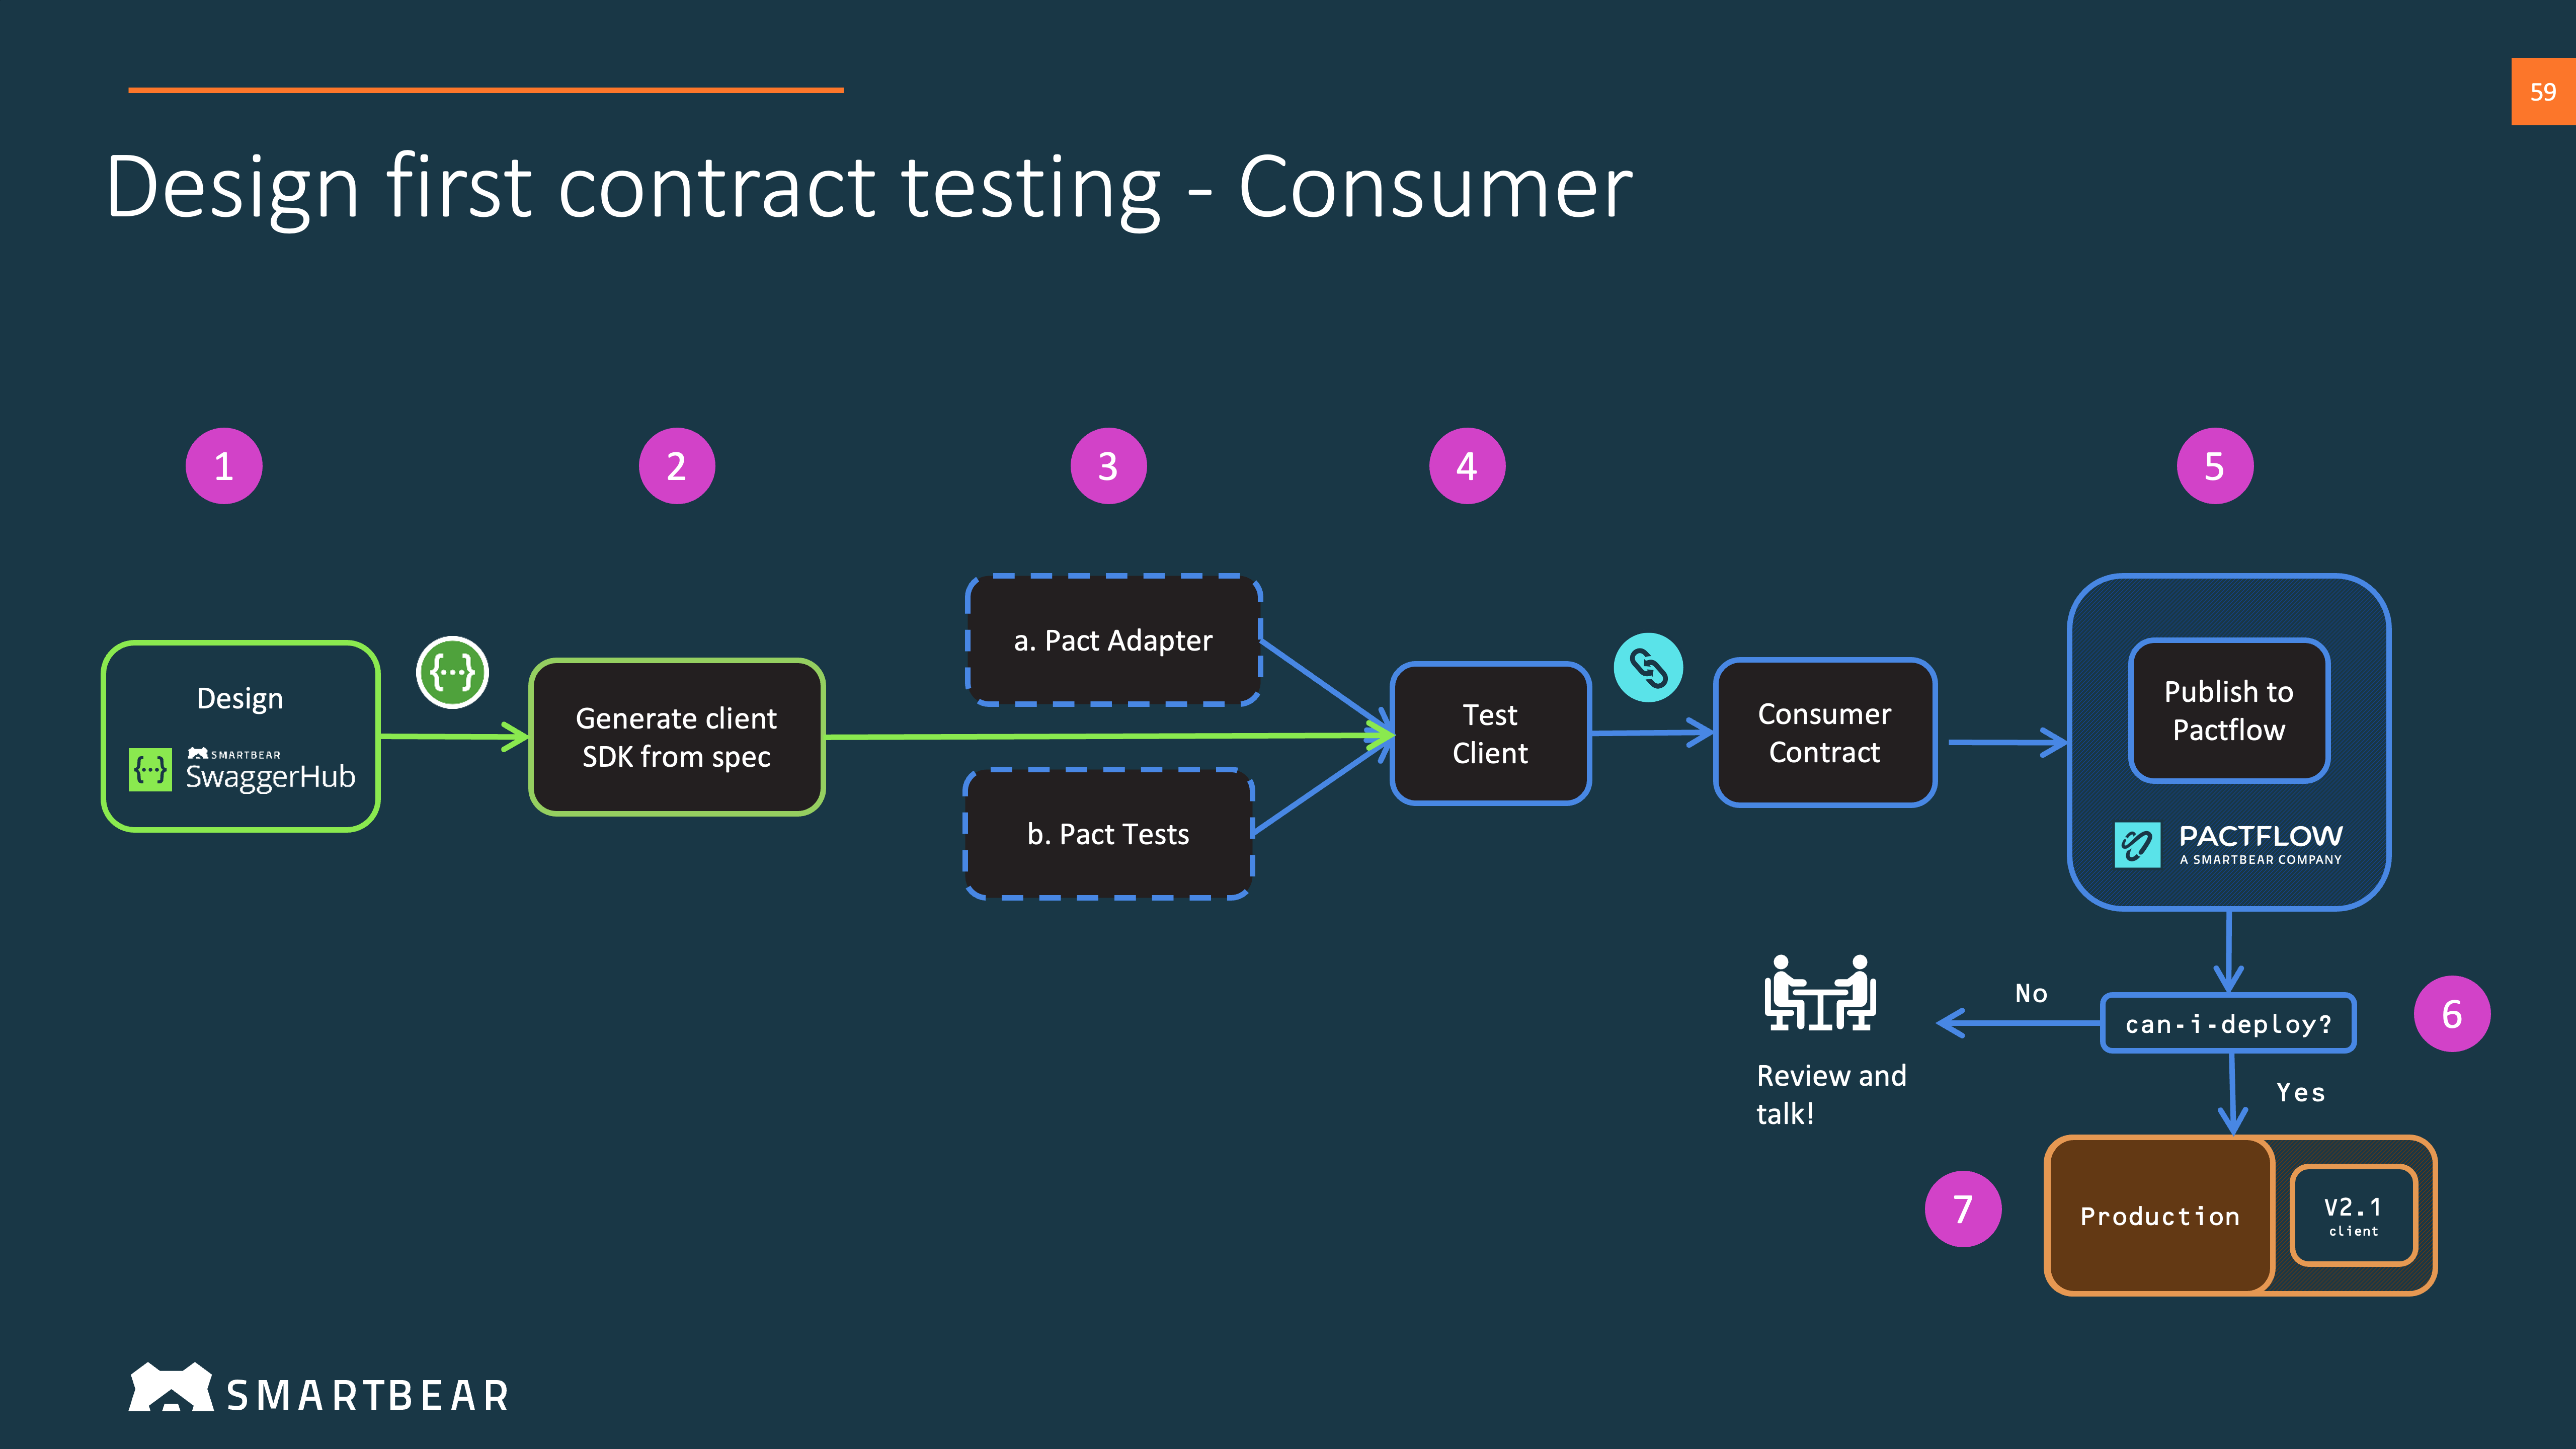 59
Design first contract testing - Consumer
1
2
3
4
5
Design
SMARTBEAR
SwaggerHub
{···}
{···}
Generate client
SDK from spec
a. Pact Adapter
b. Pact Tests
Test
Client
Consumer
Contract
Publish to
Pactflow
PACTFLOW
A SMARTBEAR COMPANY
can-i-deploy?
6
No
Review and
talk!
Yes
7
Production
V2.1
client
SMARTBEAR